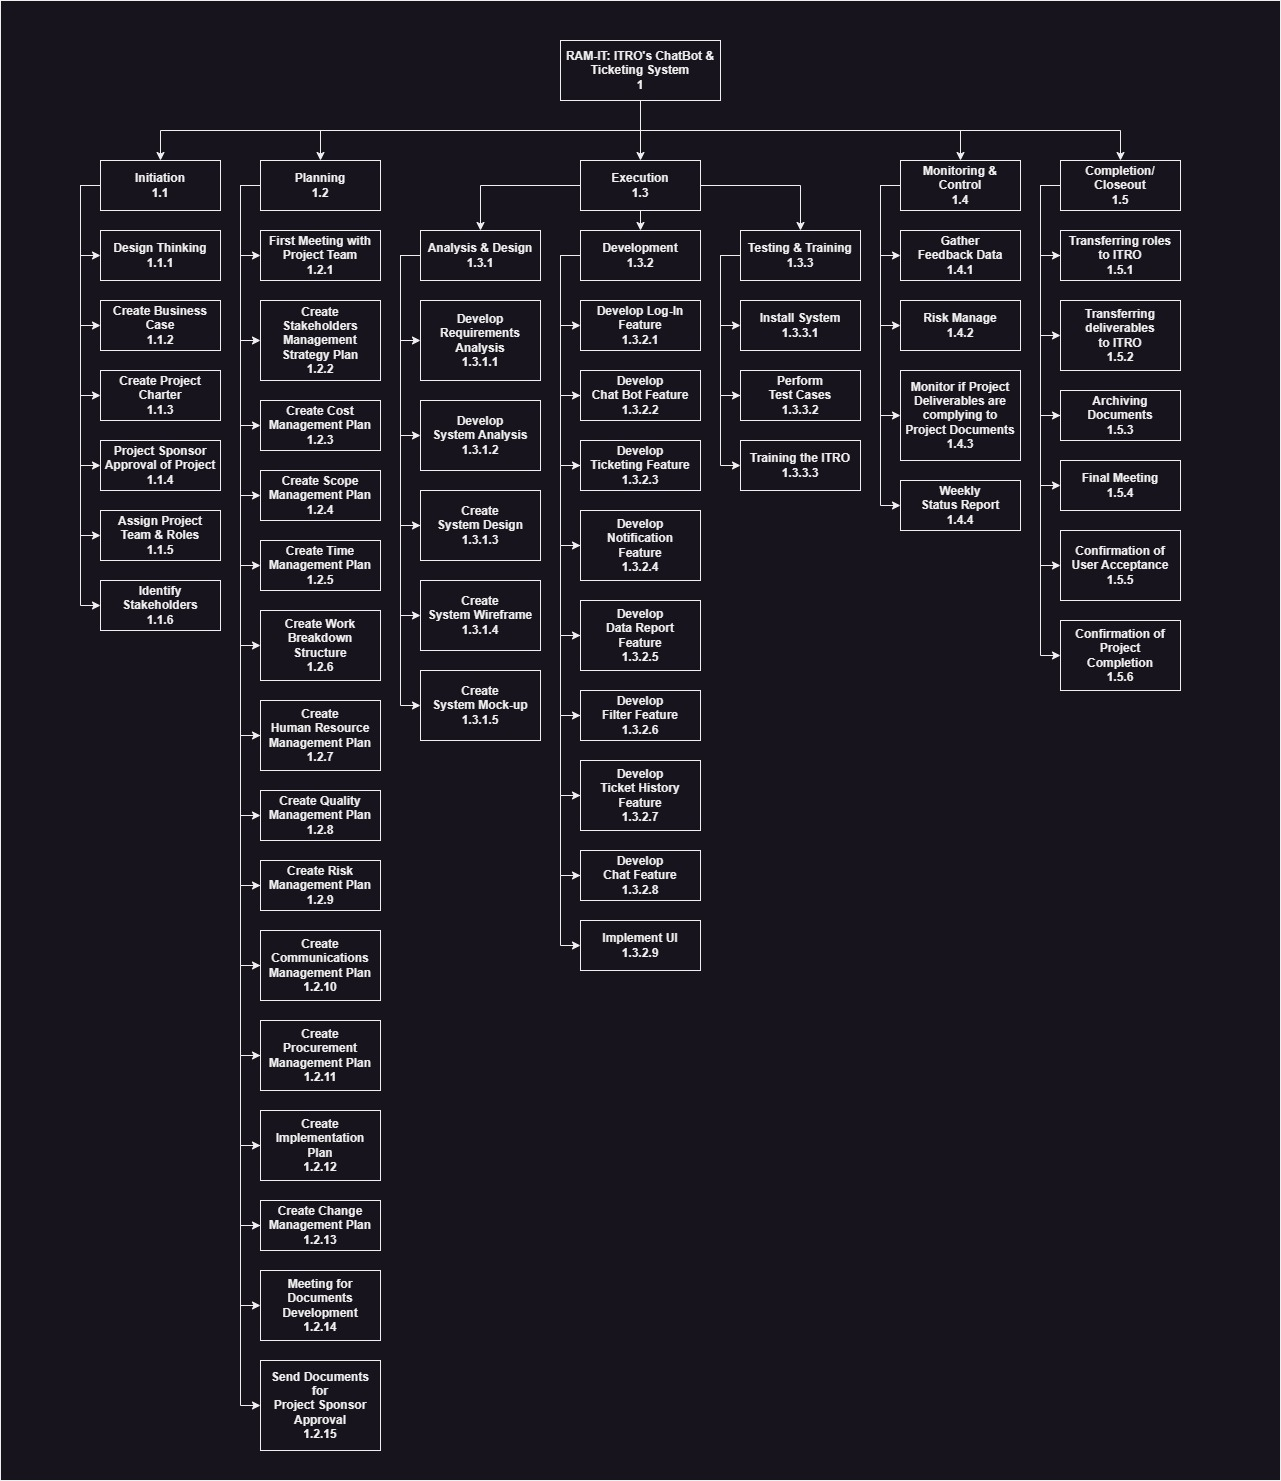 RAM-IT: ITRO's ChatBot &
Ticketing System
1
Initiation
1.1
Design Thinking
1.1.1
Create Business
Case
1.1.2
Create Project
Charter
1.1.3
Project Sponsor
Approval of Project
1.1.4
Assign Project
Team & Roles
1.1.5
Identify
Stakeholders
1.1.6
Planning
1.2
First Meeting with
Project Team
1.2.1
Create
Stakeholders
Management
Strategy Plan
1.2.2
Create Cost
Management Plan
1.2.3
Create Scope
Management Plan
1.2.4
Create Time
Management Plan
1.2.5
Create Work
Breakdown
Structure
1.2.6
Create
Human Resource
Management Plan
1.2.7
Create Quality
Management Plan
1.2.8
Create Risk
Management Plan
1.2.9
Create
Communications
Management Plan
1.2.10
Create
Procurement
Management Plan
1.2.11
Create
Implementation
Plan
1.2.12
Create Change
Management Plan
1.2.13
Meeting for
Documents
Development
1.2.14
Send Documents
for
Project Sponsor
Approval
1.2.15
Execution
1.3
Analysis & Design
1.3.1
Develop
Requirements
Analysis
1.3.1.1
Develop
System Analysis
1.3.1.2
Create
System Design
1.3.1.3
Create
System Wireframe
1.3.1.4
Create
System Mock-up
1.3.1.5
Development
1.3.2
Develop Log-In
Feature
1.3.2.1
Develop
Chat Bot Feature
1.3.2.2
Develop
Ticketing Feature
1.3.2.3
Develop
Notification
Feature
1.3.2.4
Develop
Data Report
Feature
1.3.2.5
Develop
Filter Feature
1.3.2.6
Develop
Ticket History
Feature
1.3.2.7
Develop
Chat Feature
1.3.2.8
Implement UI
1.3.2.9
Testing & Training
1.3.3
Install System
1.3.3.1
Perform
Test Cases
1.3.3.2
Training the ITRO
1.3.3.3
Monitoring &
Control
1.4
Gather
Feedback Data
1.4.1
Risk Manage
1.4.2
Monitor if Project
Deliverables are
complying to
Project Documents
1.4.3
Weekly
Status Report
1.4.4
Completion/
Closeout
1.5
Transferring roles
to ITRO
1.5.1
Transferring
deliverables
to ITRO
1.5.2
Archiving
Documents
1.5.3
Final Meeting
1.5.4
Confirmation of
User Acceptance
1.5.5
Confirmation of
Project
Completion
1.5.6